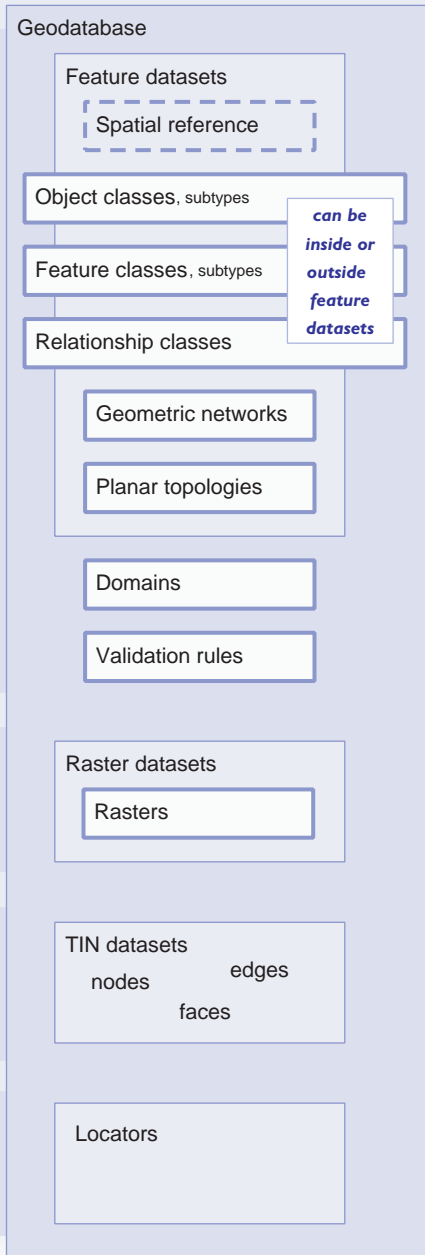 Geodatabase
Feature datasets
Spatial reference
Object classes, subtypes
can be
inside or
outside
feature
datasets
Feature classes, subtypes
Relationship classes
Geometric networks
Planar topologies
Domains
Validation rules
Raster datasets
Rasters
TIN datasets
nodes edges
faces
Locators